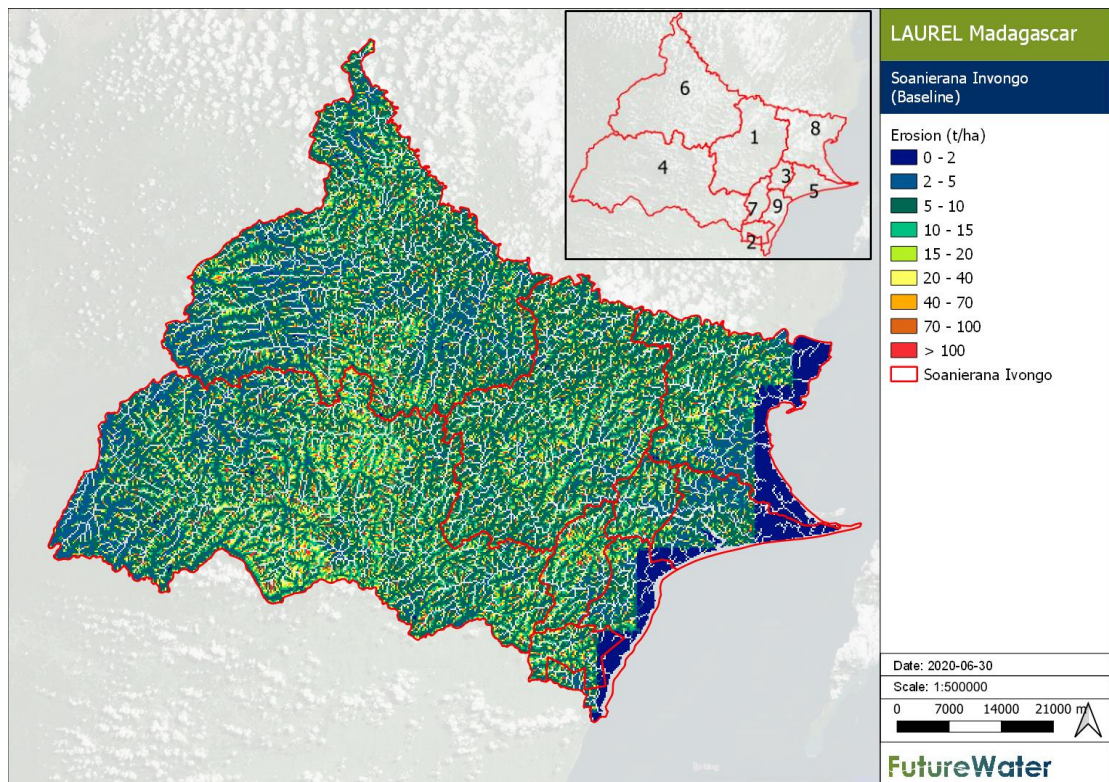 LAUREL Madagascar
Soanierana Invongo
(Baseline)
Erosion (t/ha)
0 - 2
2 - 5
5 - 10
10 - 15
15 - 20
20 - 40
40 - 70
70 - 100
> 100
Soanierana Ivongo
6
8
1
4
3
5
7
9
2
Date: 2020-06-30
Scale: 1:500000
0 7000 14000 21000 m
FutureWater